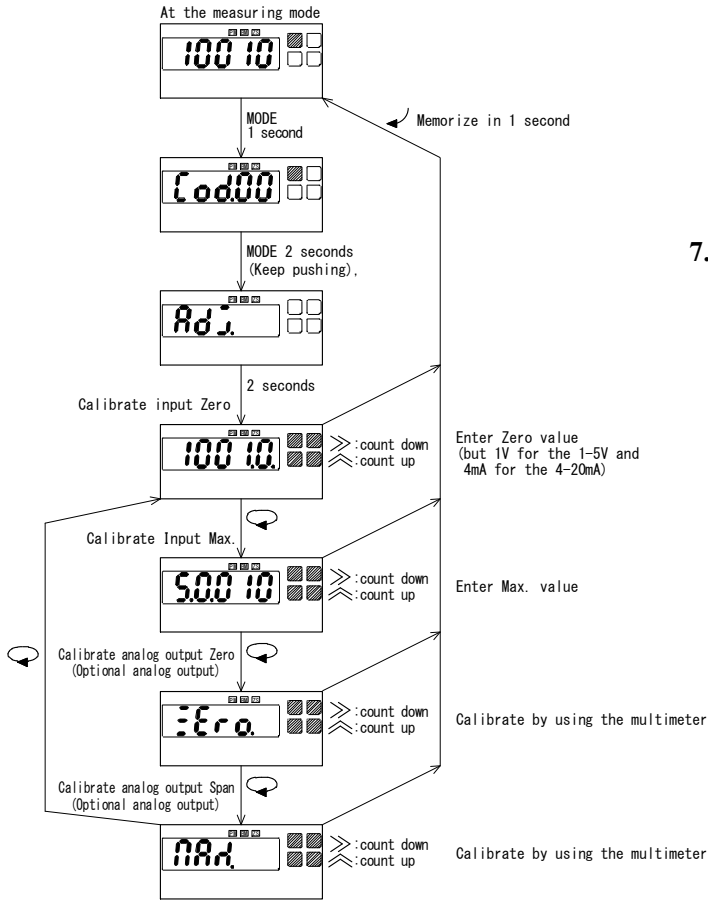 At the measuring mode
10010
Memorize in 1 second
MODE
1 second
Cod.00
MODE 2 seconds
(Keep pushing),
7.
Adj.
2 seconds
Calibrate input Zero
1001.0.
≫:count down
︽:count up
Enter Zero value
(but 1V for the 1-5V and
4mA for the 4-20mA)
Calibrate Input Max.
5.0.010
≫:count down
︽:count up
Enter Max. value
Calibrate analog output Zero
(Optional analog output)
ZEro.
≫:count down
︽:count up
Calibrate by using the multimeter
Calibrate analog output Span
(Optional analog output)
MAX.
≫:count down
︽:count up
Calibrate by using the multimeter